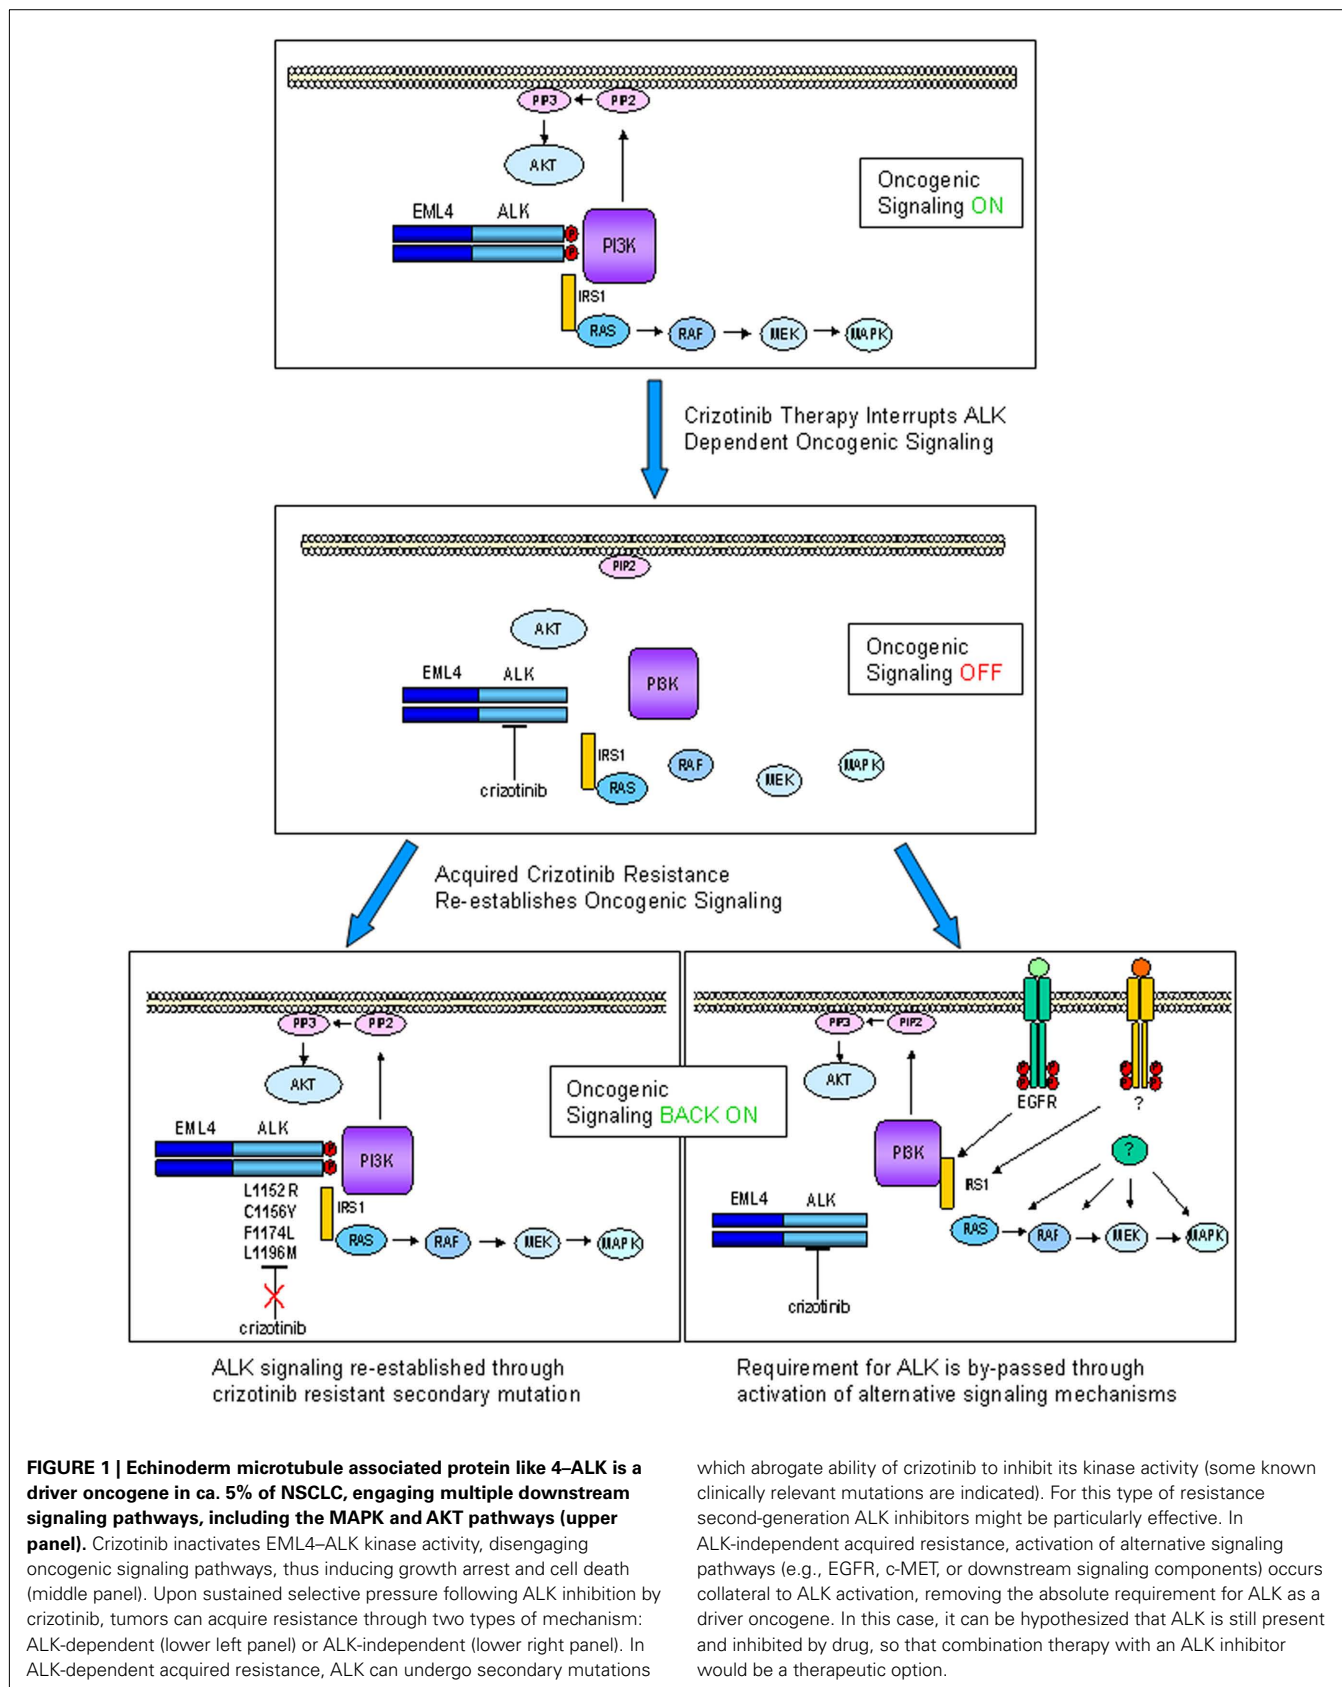 PIP3
PIP2
AKT
EML4
ALK
P
P
PI3K
IRS1
RAS
RAF
MEK
MAPK
Oncogenic
Signaling ON
Crizotinib Therapy Interrupts ALK
Dependent Oncogenic Signaling
PIP2
AKT
EML4
ALK
PI3K
IRS1
RAS
RAF
MEK
MAPK
crizotinib
Oncogenic
Signaling OFF
Acquired Crizotinib Resistance
Re-establishes Oncogenic Signaling
PIP3
PIP2
AKT
EML4
ALK
P
P
PI3K
L1152R
C1156Y
F1174L
L1196M
IRS1
RAS
RAF
MEK
MAPK
crizotinib
Oncogenic
Signaling BACK ON
PIP3
PIP2
AKT
P
P
P
P
EGFR
P
P
P
P
?
?
PI3K
IRS1
EML4
ALK
RAS
RAF
MEK
MAPK
crizotinib
ALK signaling re-established through
crizotinib resistant secondary mutation
Requirement for ALK is by-passed through
activation of alternative signaling mechanisms
FIGURE 1 | Echinoderm microtubule associated protein like 4–ALK is a
driver oncogene in ca. 5% of NSCLC, engaging multiple downstream
signaling pathways, including the MAPK and AKT pathways (upper
panel). Crizotinib inactivates EML4–ALK kinase activity, disengaging
oncogenic signaling pathways, thus inducing growth arrest and cell death
(middle panel). Upon sustained selective pressure following ALK inhibition by
crizotinib, tumors can acquire resistance through two types of mechanism:
ALK-dependent (lower left panel) or ALK-independent (lower right panel). In
ALK-dependent acquired resistance, ALK can undergo secondary mutations
which abrogate ability of crizotinib to inhibit its kinase activity (some known
clinically relevant mutations are indicated). For this type of resistance
second-generation ALK inhibitors might be particularly effective. In
ALK-independent acquired resistance, activation of alternative signaling
pathways (e.g., EGFR, c-MET, or downstream signaling components) occurs
collateral to ALK activation, removing the absolute requirement for ALK as a
driver oncogene. In this case, it can be hypothesized that ALK is still present
and inhibited by drug, so that combination therapy with an ALK inhibitor
would be a therapeutic option.